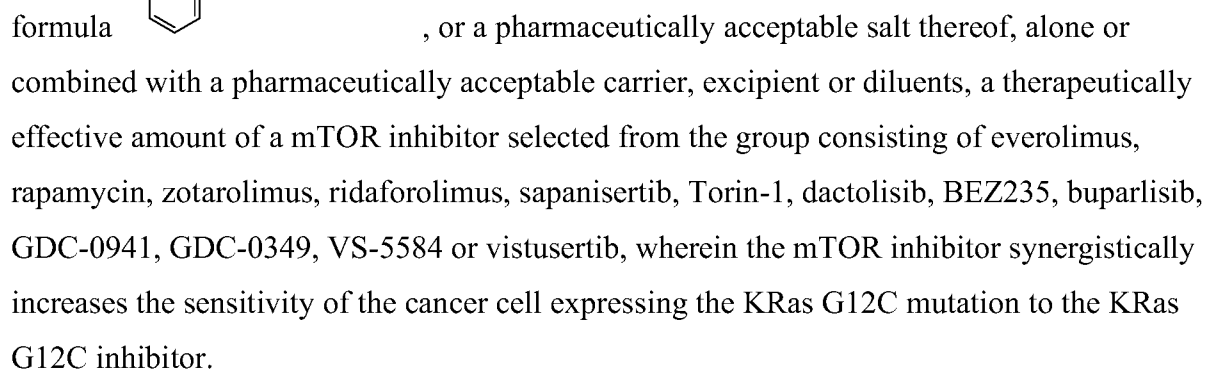 formula , or a pharmaceutically acceptable salt thereof, alone or
combined with a pharmaceutically acceptable carrier, excipient or diluents, a therapeutically
effective amount of a mTOR inhibitor selected from the group consisting of everolimus,
rapamycin, zotarolimus, ridaforolimus, sapanisertib, Torin-1, dactolisib, BEZ235, buparlisib,
GDC-0941, GDC-0349, VS-5584 or vistusertib, wherein the mTOR inhibitor synergistically
increases the sensitivity of the cancer cell expressing the KRas G12C mutation to the KRas
G12C inhibitor.